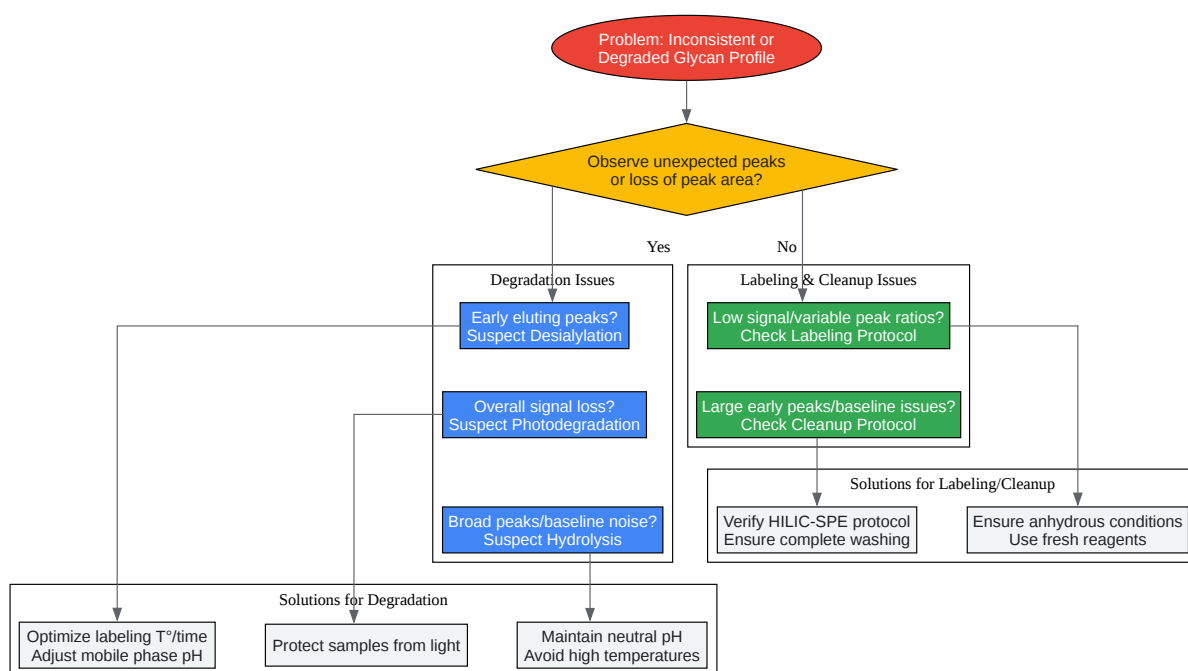 Problem: Inconsistent or
Degraded Glycan Profile
Observe unexpected peaks
or loss of peak area?
Yes
No
Degradation Issues
Labeling & Cleanup Issues
Early eluting peaks?
Suspect Desialylation
Low signal/variable peak ratios?
Check Labeling Protocol
Overall signal loss?
Suspect Photodegradation
Large early peaks/baseline issues?
Check Cleanup Protocol
Solutions for Labeling/Cleanup
Broad peaks/baseline noise?
Suspect Hydrolysis
Verify HILIC-SPE protocol
Ensure complete washing
Ensure anhydrous conditions
Use fresh reagents
Solutions for Degradation
Optimize labeling T°/time
Adjust mobile phase pH
Protect samples from light
Maintain neutral pH
Avoid high temperatures